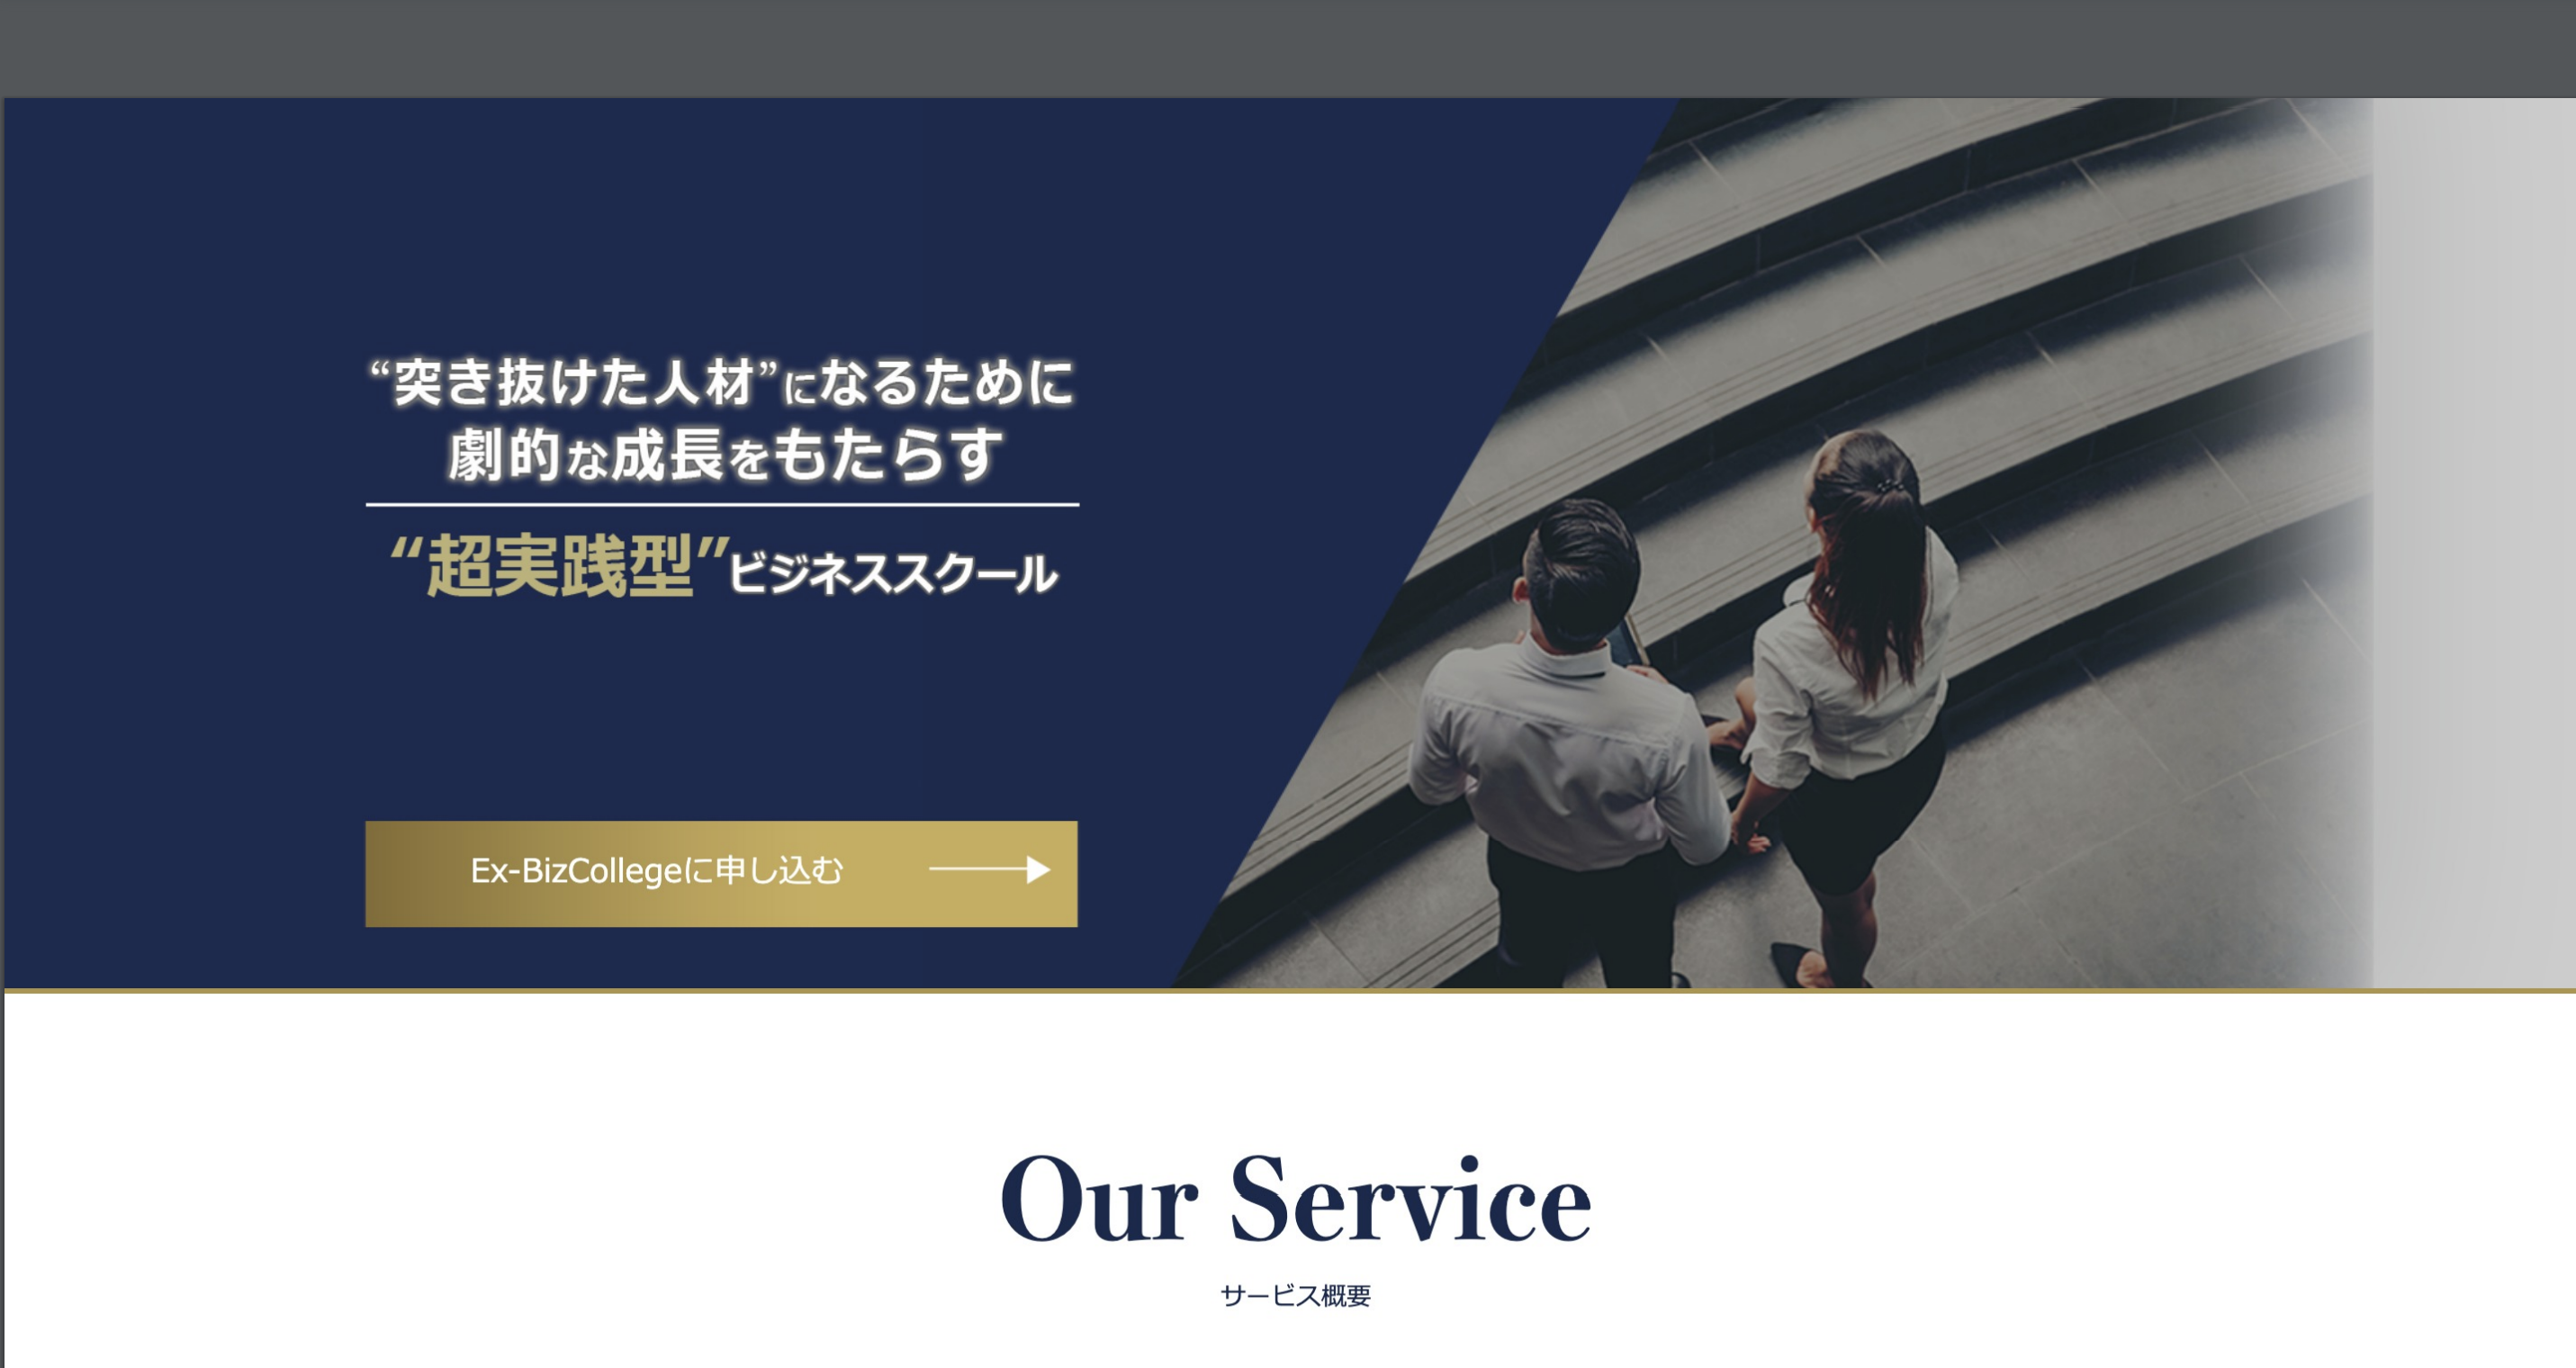 “突き抜けた人材”になるために
劇的な成長をもたらす
“超実践型”ビジネススクール
Ex-BizCollegeに申し込む
Our Service
サービス概要